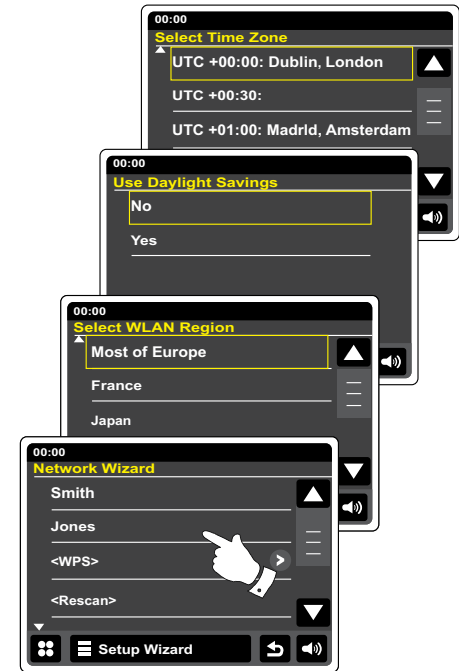 00:00
Select Time Zone
UTC +00:00: Dublin, London
UTC +00:30:
UTC +01:00: Madrld, Amsterdam
00:00
Use Daylight Savings
No
Yes
00:00
Select WLAN Region
Most of Europe
France
Japan
00:00
Network Wizard
Smith
Jones
<WPS>
<Rescan>
Setup Wizard